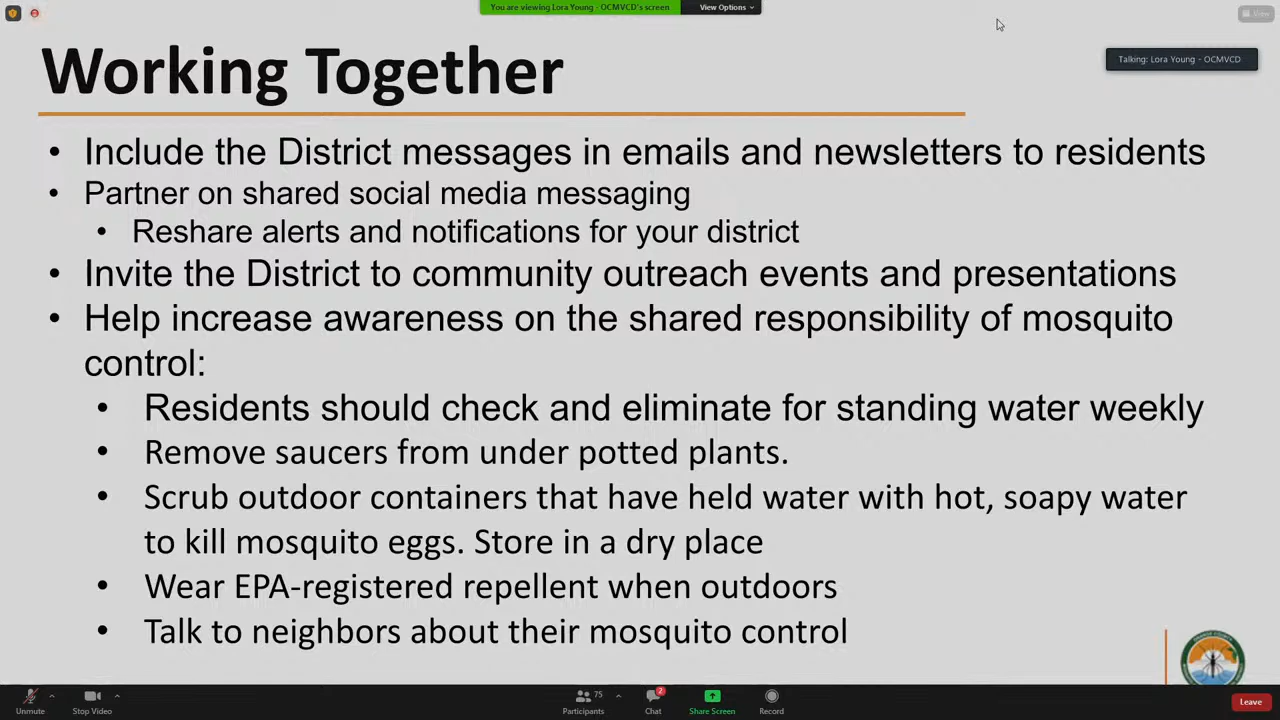 You are viewing Lora Young - OCMVCD's screen
View Options
View
Working Together
Talking: Lora Young - OCMVCD
• Include the District messages in emails and newsletters to residents
• Partner on shared social media messaging
• Reshare alerts and notifications for your district
• Invite the District to community outreach events and presentations
• Help increase awareness on the shared responsibility of mosquito
control:
• Residents should check and eliminate for standing water weekly
• Remove saucers from under potted plants.
• Scrub outdoor containers that have held water with hot, soapy water
to kill mosquito eggs. Store in a dry place
• Wear EPA-registered repellent when outdoors
• Talk to neighbors about their mosquito control
Unmute
Stop Video
75
Participants
2
Chat
Share Screen
Record
Leave